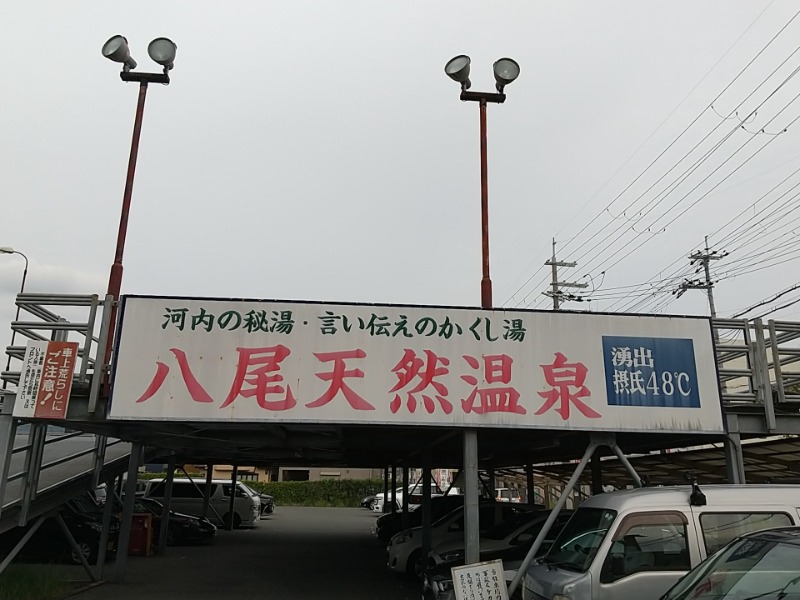 河内の秘湯・言い伝えのかくし湯
八尾天然温泉
湧出
摂氏48℃
車上荒らしに
ご注意!